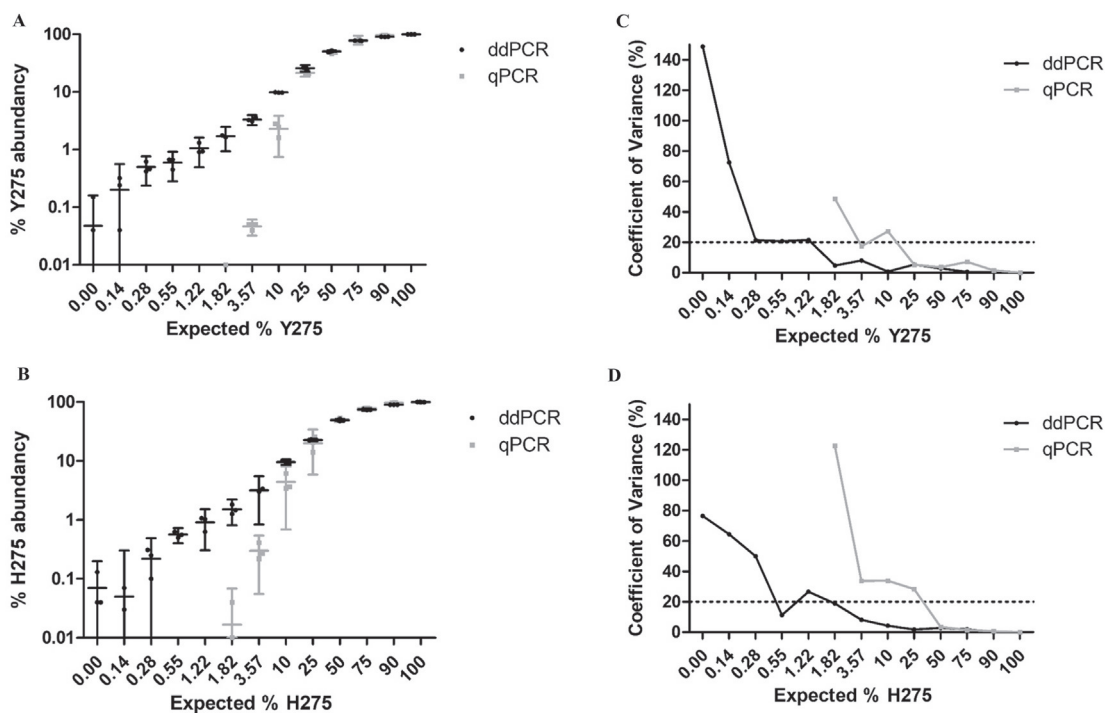 A
% Y275 abundancy
100
10
1
0.1
0.01
0.00 0.14 0.28 0.55 1.22 1.82 3.57 10 25 50 75 90 100
Expected % Y275
ddPCR
qPCR
C
Coefficient of Variance (%)
140
120
100
80
60
40
20
0
0.00 0.14 0.28 0.55 1.22 1.82 3.57 10 25 50 75 90 100
Expected % Y275
ddPCR
qPCR
B
% H275 abundancy
100
10
1
0.1
0.01
0.00 0.14 0.28 0.55 1.22 1.82 3.57 10 25 50 75 90 100
Expected % H275
ddPCR
qPCR
D
Coefficient of Variance (%)
140
120
100
80
60
40
20
0
0.00 0.14 0.28 0.55 1.22 1.82 3.57 10 25 50 75 90 100
Expected % H275
ddPCR
qPCR